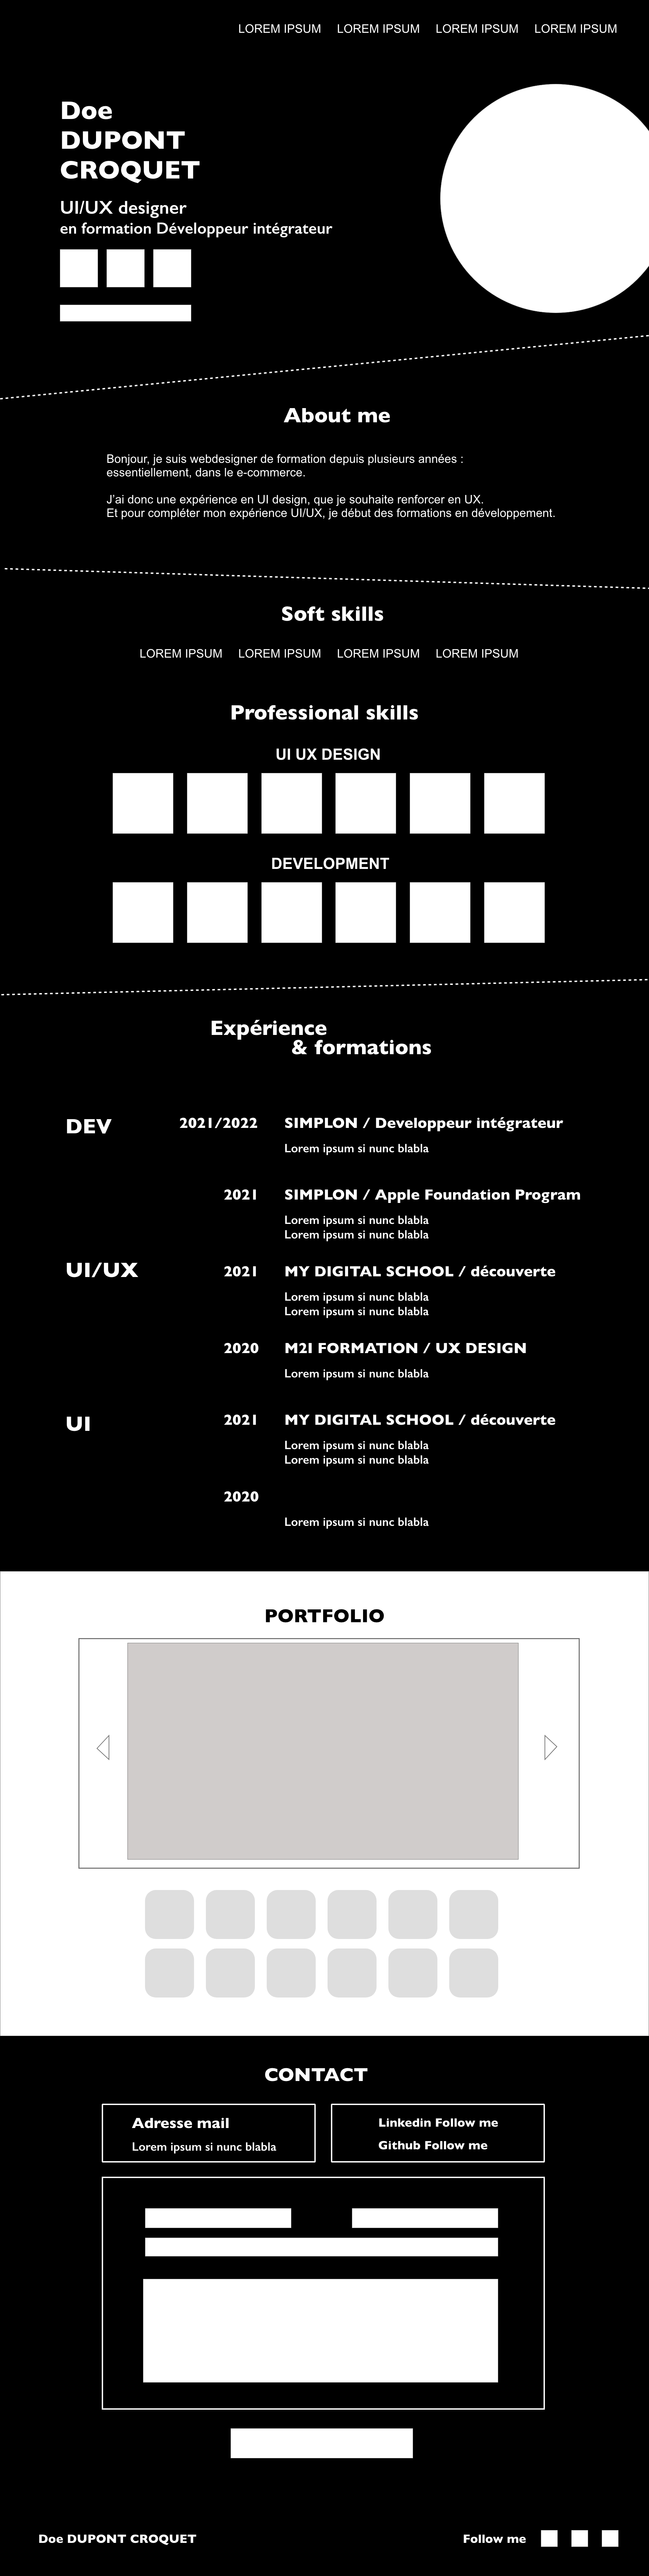 LOREM IPSUM LOREM IPSUM LOREM IPSUM LOREM IPSUM
Doe
DUPONT
CROQUET
UI/UX designer
en formation Développeur intégrateur
About me
Bonjour, je suis webdesigner de formation depuis plusieurs années :
essentiellement, dans le e-commerce.
J'ai donc une expérience en UI design, que je souhaite renforcer en UX.
Et pour compléter mon expérience UI/UX, je début des formations en développement.
Soft skills
LOREM IPSUM LOREM IPSUM LOREM IPSUM LOREM IPSUM
Professional skills
UI UX DESIGN
DEVELOPMENT
Expérience
& formations
DEV 2021/2022 SIMPLON / Developpeur intégrateur
Lorem ipsum si nunc blabla
2021 SIMPLON / Apple Foundation Program
Lorem ipsum si nunc blabla
Lorem ipsum si nunc blabla
UI/UX 2021 MY DIGITAL SCHOOL / découverte
Lorem ipsum si nunc blabla
Lorem ipsum si nunc blabla
2020 M2I FORMATION / UX DESIGN
Lorem ipsum si nunc blabla
UI 2021 MY DIGITAL SCHOOL / découverte
Lorem ipsum si nunc blabla
Lorem ipsum si nunc blabla
2020
Lorem ipsum si nunc blabla
PORTFOLIO
CONTACT
Adresse mail
Lorem ipsum si nunc blabla
Linkedin Follow me
Github Follow me
Doe DUPONT CROQUET Follow me